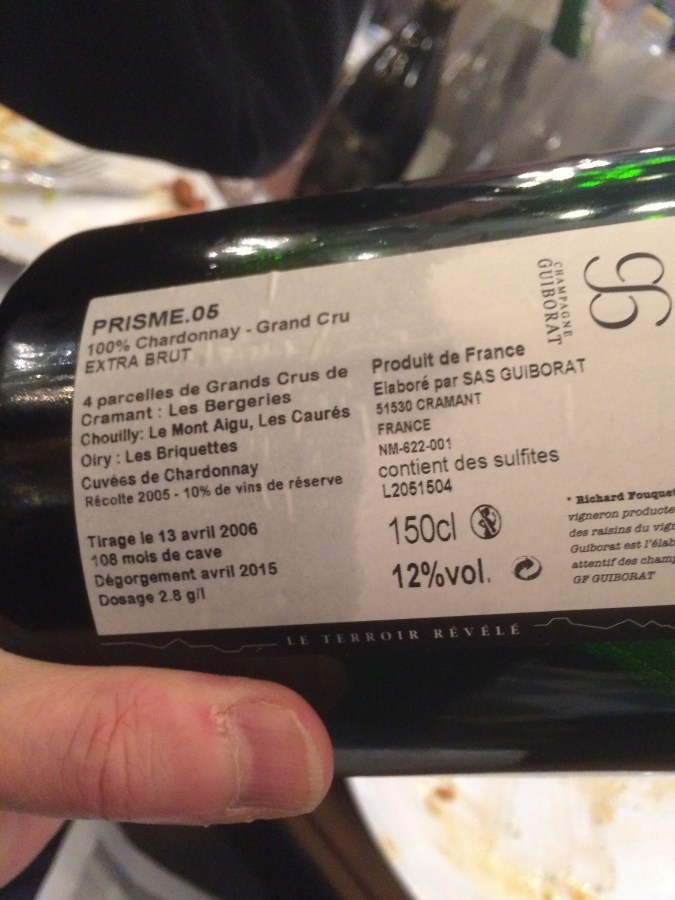 PRISME.05
100% Chardonnay - Grand Cru
EXTRA BRUT
4 parcelles de Grands Crus de
Cramant : Les Bergeries
Chouilly: Le Mont Aigu, Les Caurés
Oiry : Les Briquettes
Cuvées de Chardonnay
Récolte 2005 - 10% de vins de réserve
Tirage le 13 avril 2006
108 mois de cave
Dégorgement avril 2015
Dosage 2.8 g/l
Produit de France
Elaboré par SAS GUIBORAT
51530 CRAMANT
FRANCE
NM-622-001
contient des sulfites
L2051504
150cl
12%vol.
CHAMPAGNE
GUIBORAT
* Richard Fouquet
vigneron producte
des raisins du vign
Guiborat est l'élab
attentif des champ
GF GUIBORAT
LE TERROIR RÉVÉLÉ